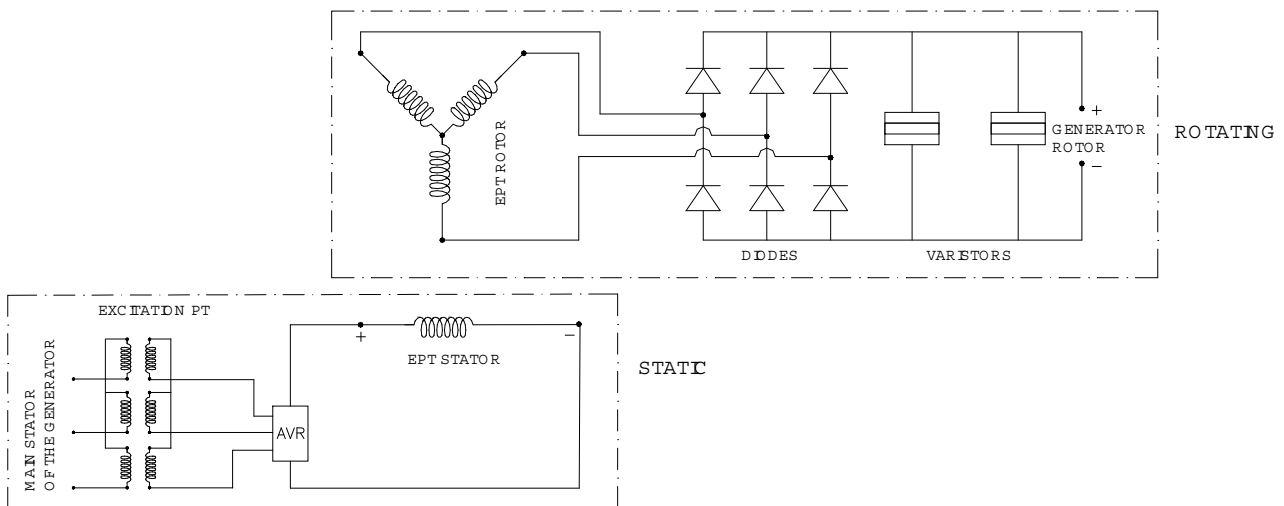 EPT ROTOR
+
GENERATOR
ROTOR
−
ROTATING
DIODES
VARISTORS
EXCITATION PT
+
−
EPT STATOR
STATIC
MAIN STATOR
OF THE GENERATOR
AVR